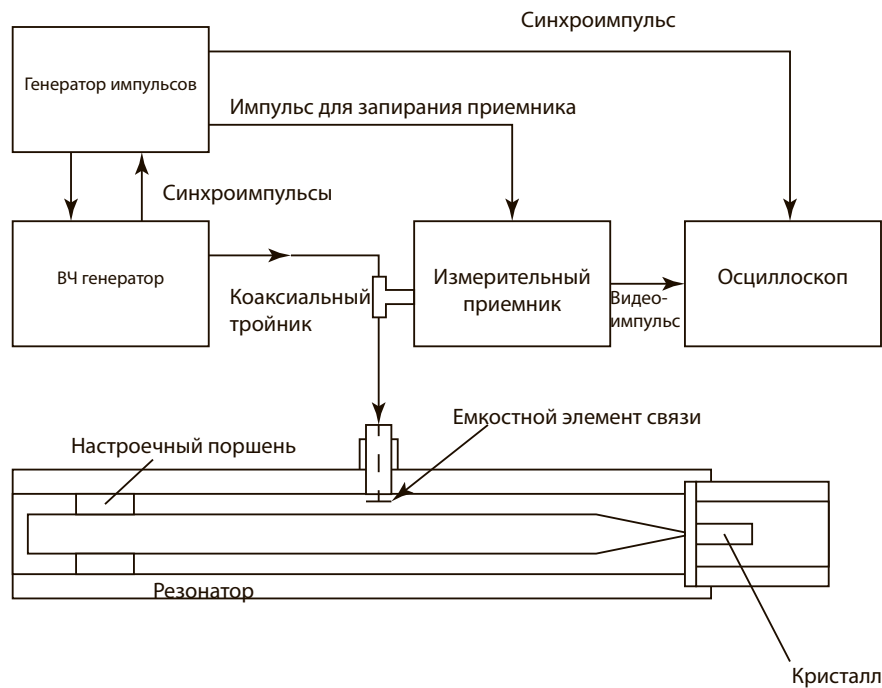 Синхроимпульс
Генератор импульсов
Импульс для запирания приемника
Синхроимпульсы
ВЧ генератор
Коаксиальный
тройник
Измерительный
приемник
Видео-
импульс
Осциллоскоп
Емкостной элемент связи
Настроечный поршень
Резонатор
Кристалл